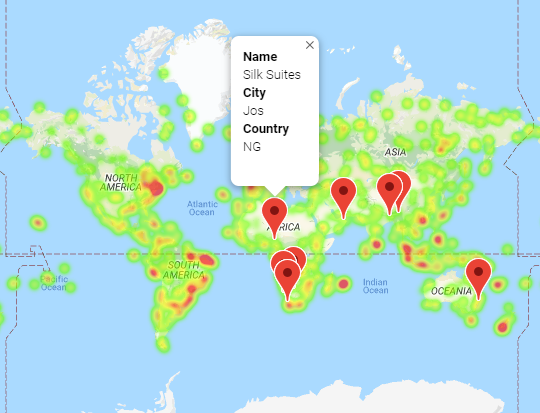 ×
Name
Silk Suites
City
Jos
Country
NG
ASIA
NORTH
AMERICA
Atlantic
Ocean
RICA
SOUTH
AMERICA
Pacific
Ocean
Indian
Ocean
OCEANIA